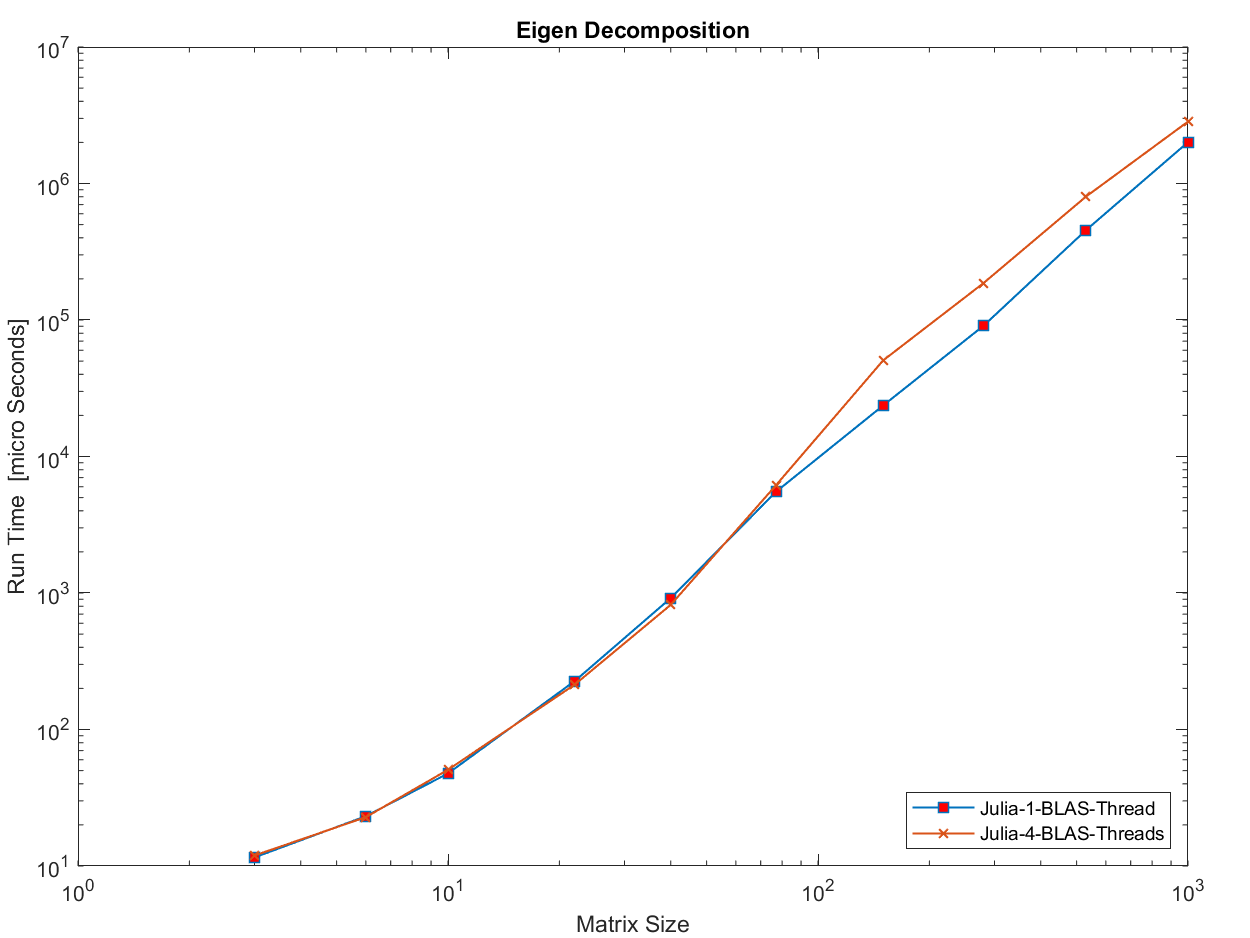 Eigen Decomposition
10^7
10^6
10^5
10^4
10^3
10^2
10^1
Run Time [micro Seconds]
10^0 10^1 10^2 10^3
Matrix Size
Julia-1-BLAS-Thread
Julia-4-BLAS-Threads